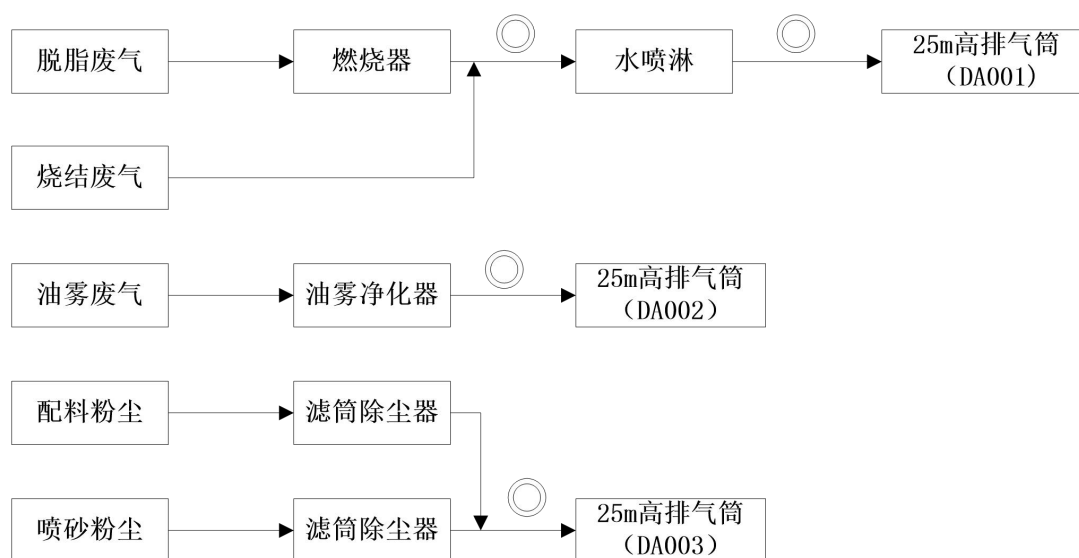 脱脂废气
燃烧器
水喷淋
25m高排气筒
（DA001）
烧结废气
油雾废气
油雾净化器
25m高排气筒
（DA002）
配料粉尘
滤筒除尘器
喷砂粉尘
滤筒除尘器
25m高排气筒
（DA003）